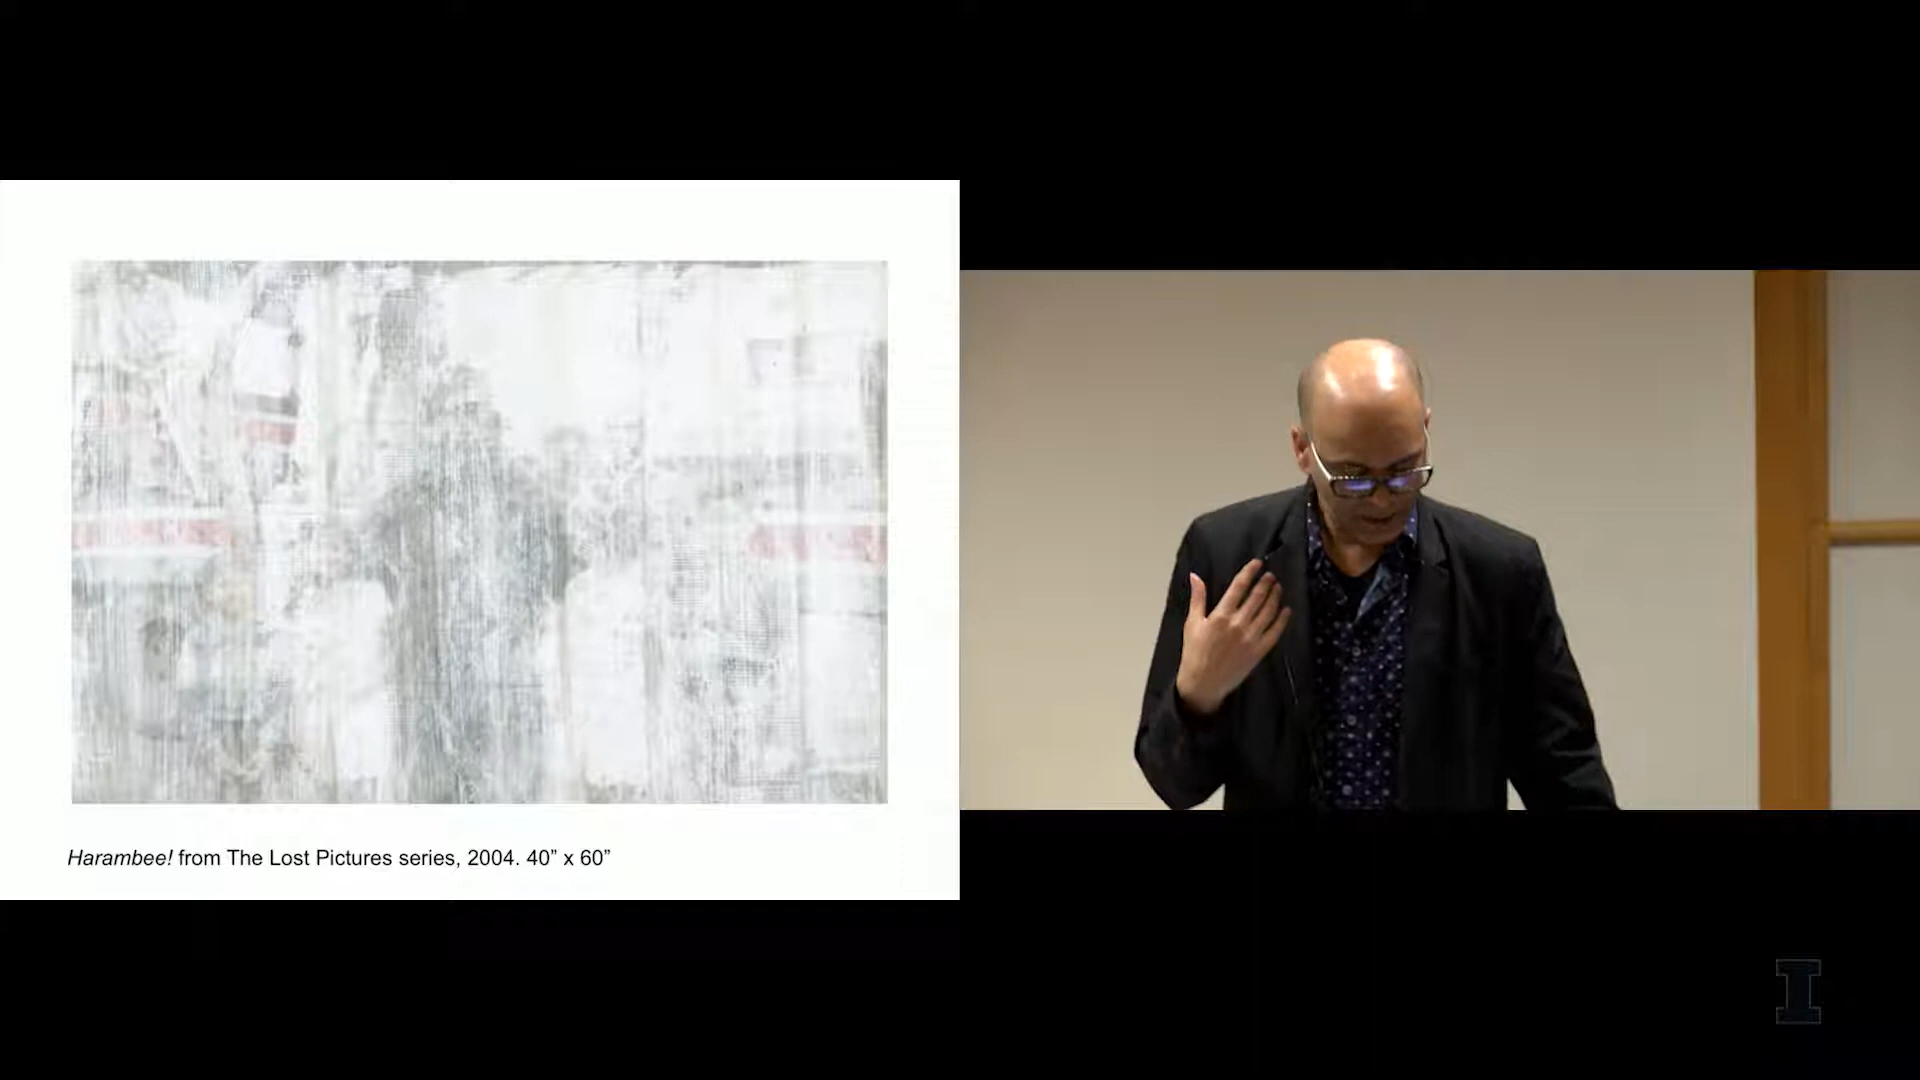 Harambee! from The Lost Pictures series, 2004. 40” x 60”
I